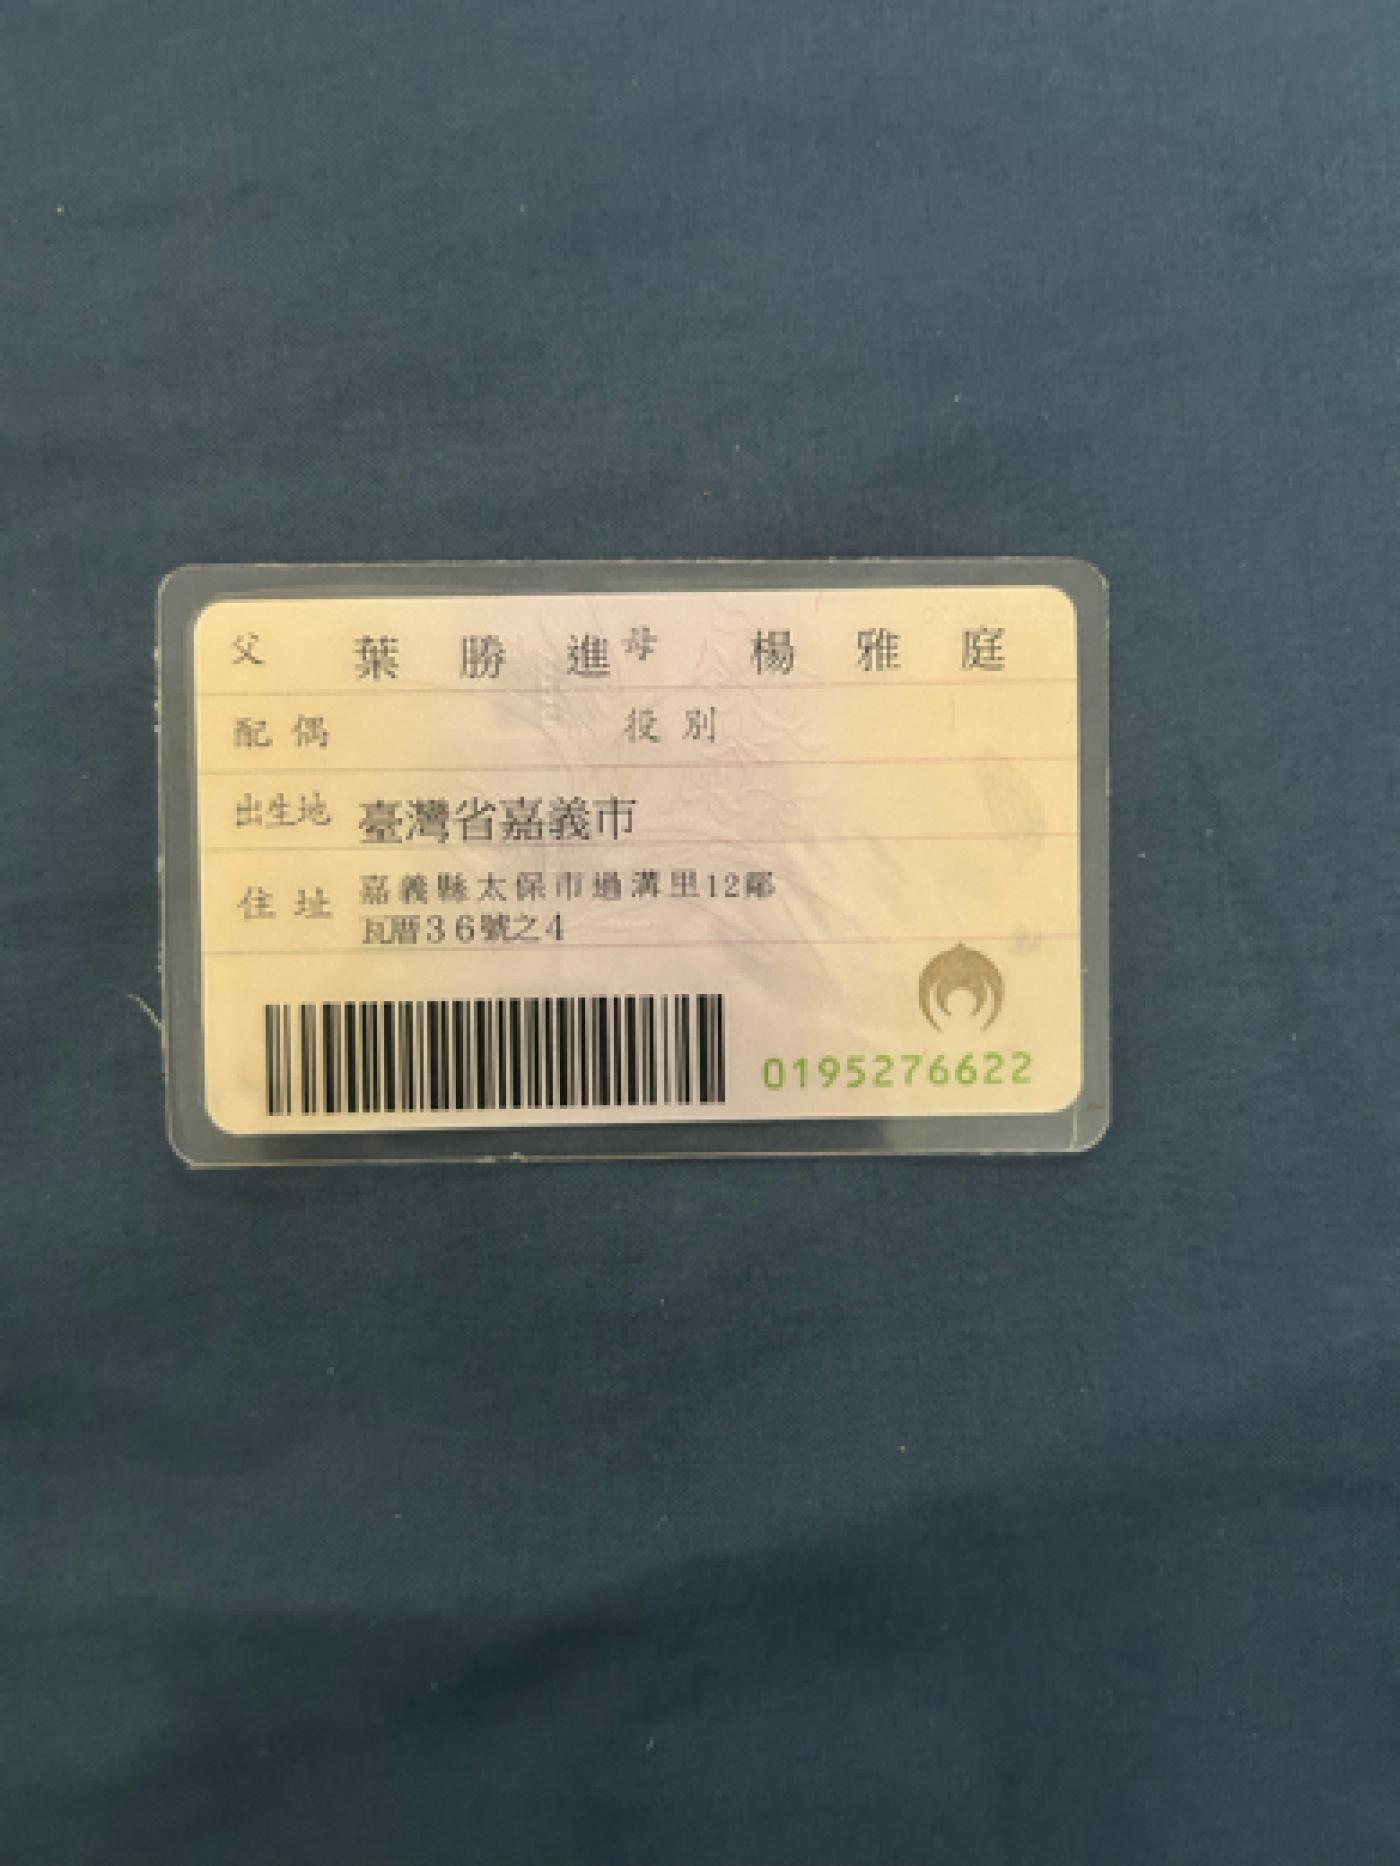 父 葉勝進 母 楊雅庭
配偶 役別
出生地 臺灣省嘉義市
住址 嘉義縣太保市過溝里12鄰
瓦厝36號之4
0195276622